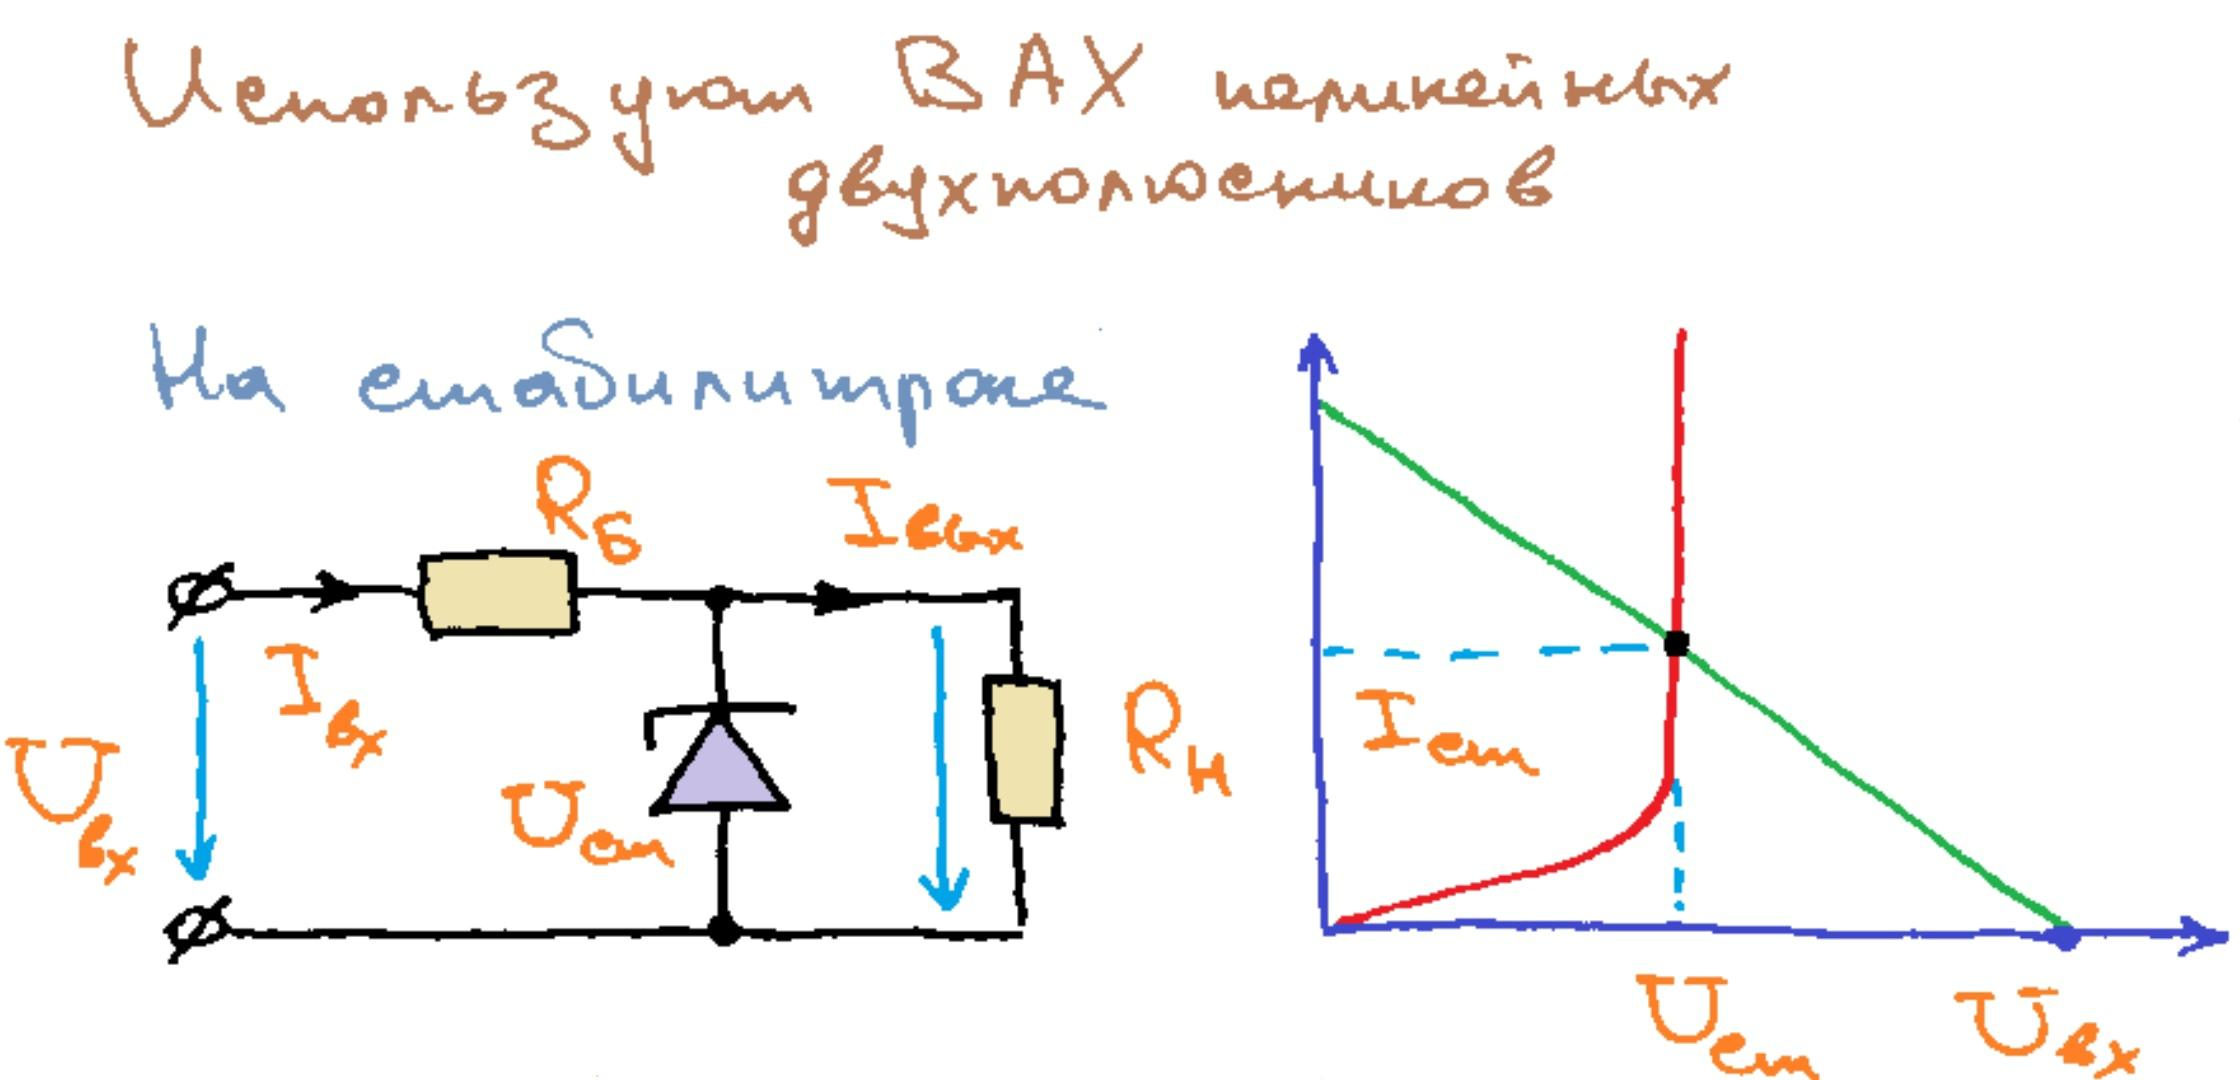 Используют ВАХ нелинейных
двухполюсников
На стабилитроне
Rб
Iвых
Iвх
Uвх
Uст
Rн
Iст
Uст
Uвх